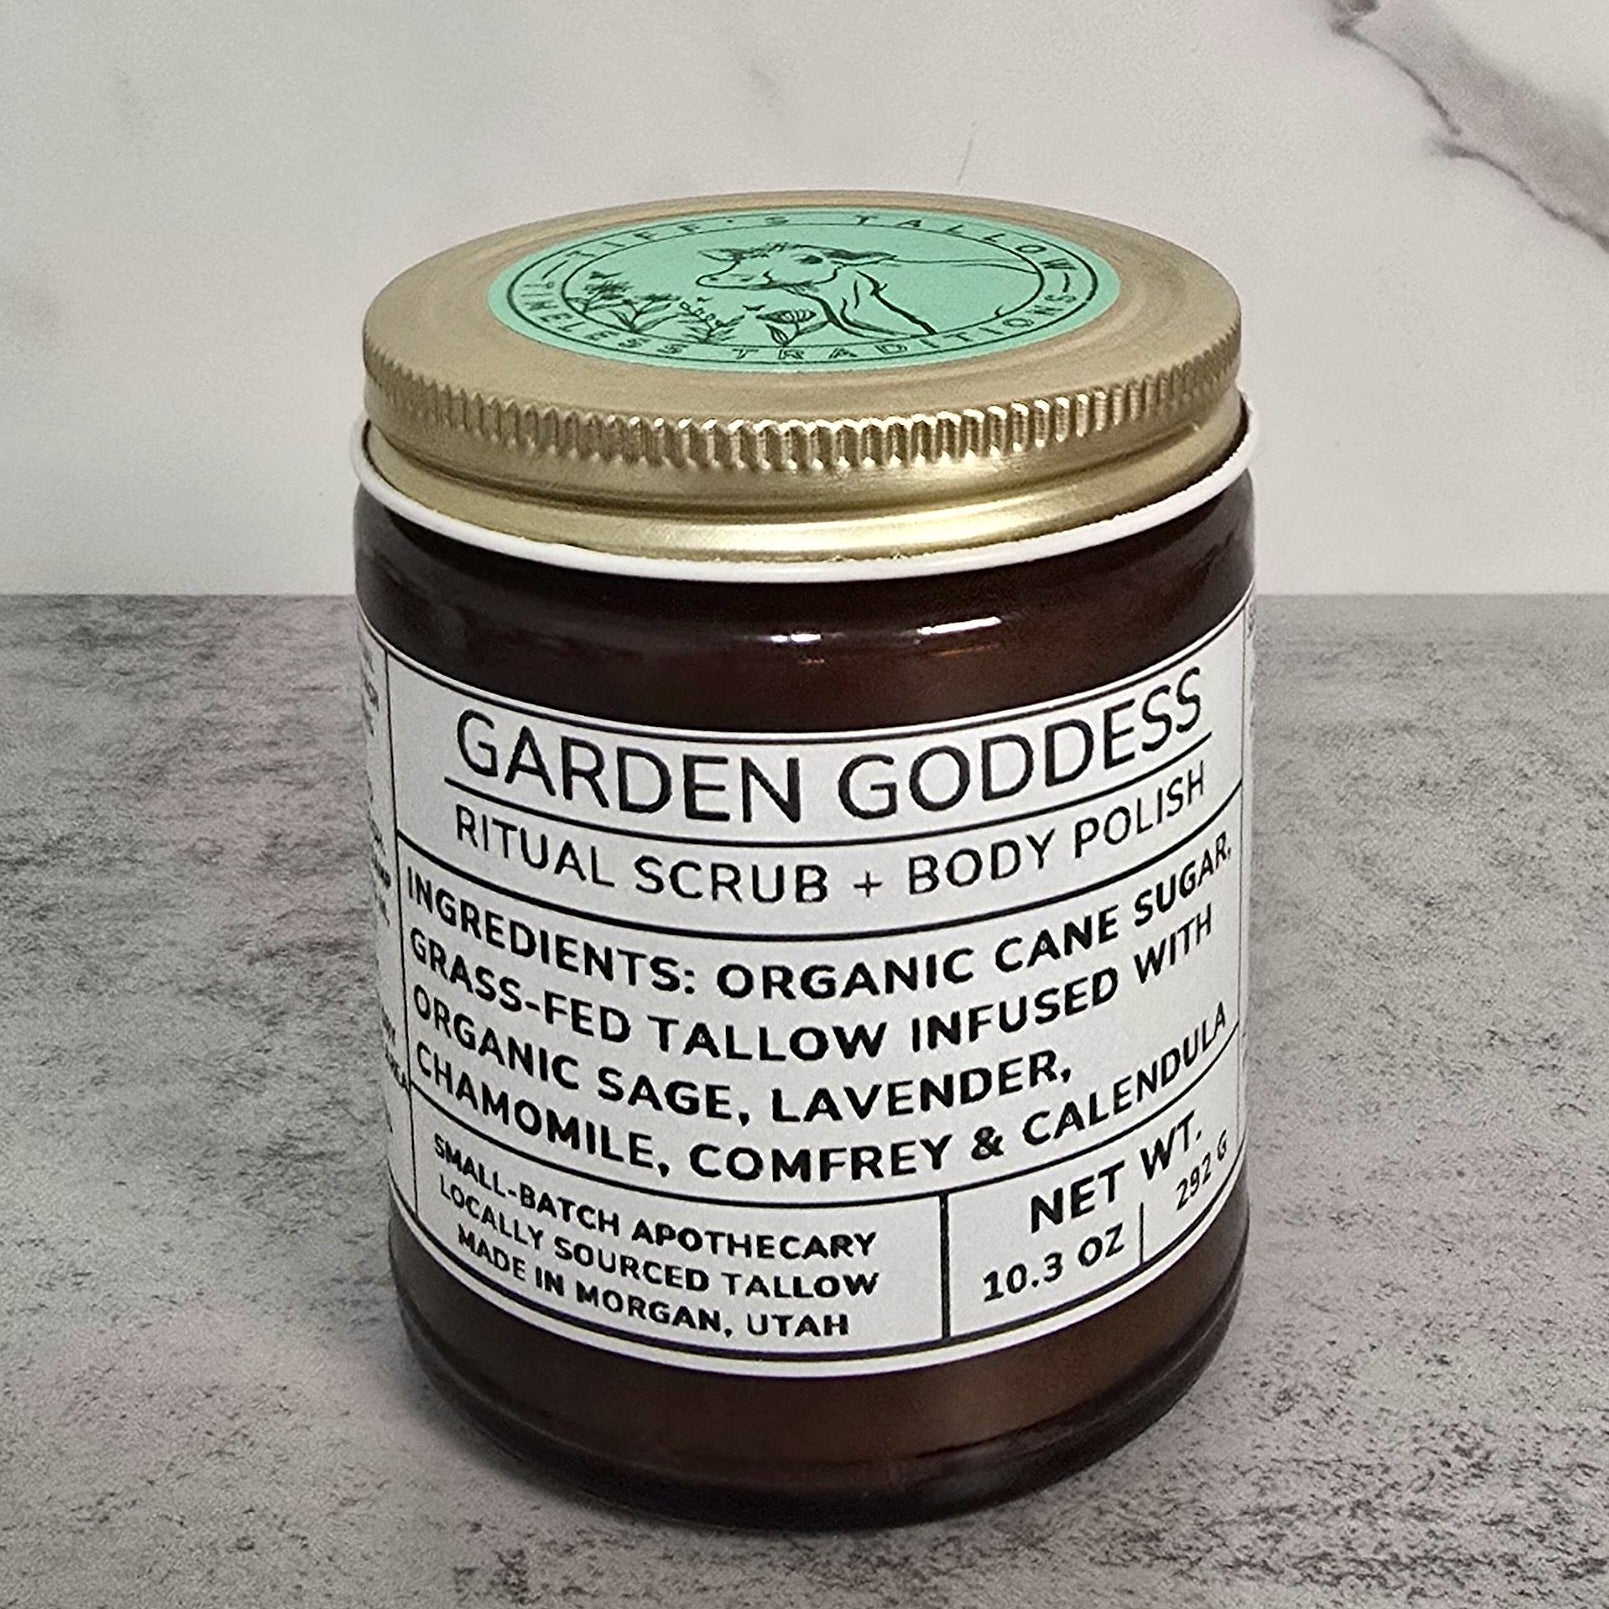 TIFF'S TALLOW
TIMELESS TRADITIONS
GARDEN GODDESS
RITUAL SCRUB + BODY POLISH
INGREDIENTS: ORGANIC CANE SUGAR,
GRASS-FED TALLOW INFUSED WITH
ORGANIC SAGE, LAVENDER,
CHAMOMILE, COMFREY & CALENDULA
SMALL-BATCH APOTHECARY
LOCALLY SOURCED TALLOW
MADE IN MORGAN, UTAH
NET WT.
10.3 OZ | 292 G